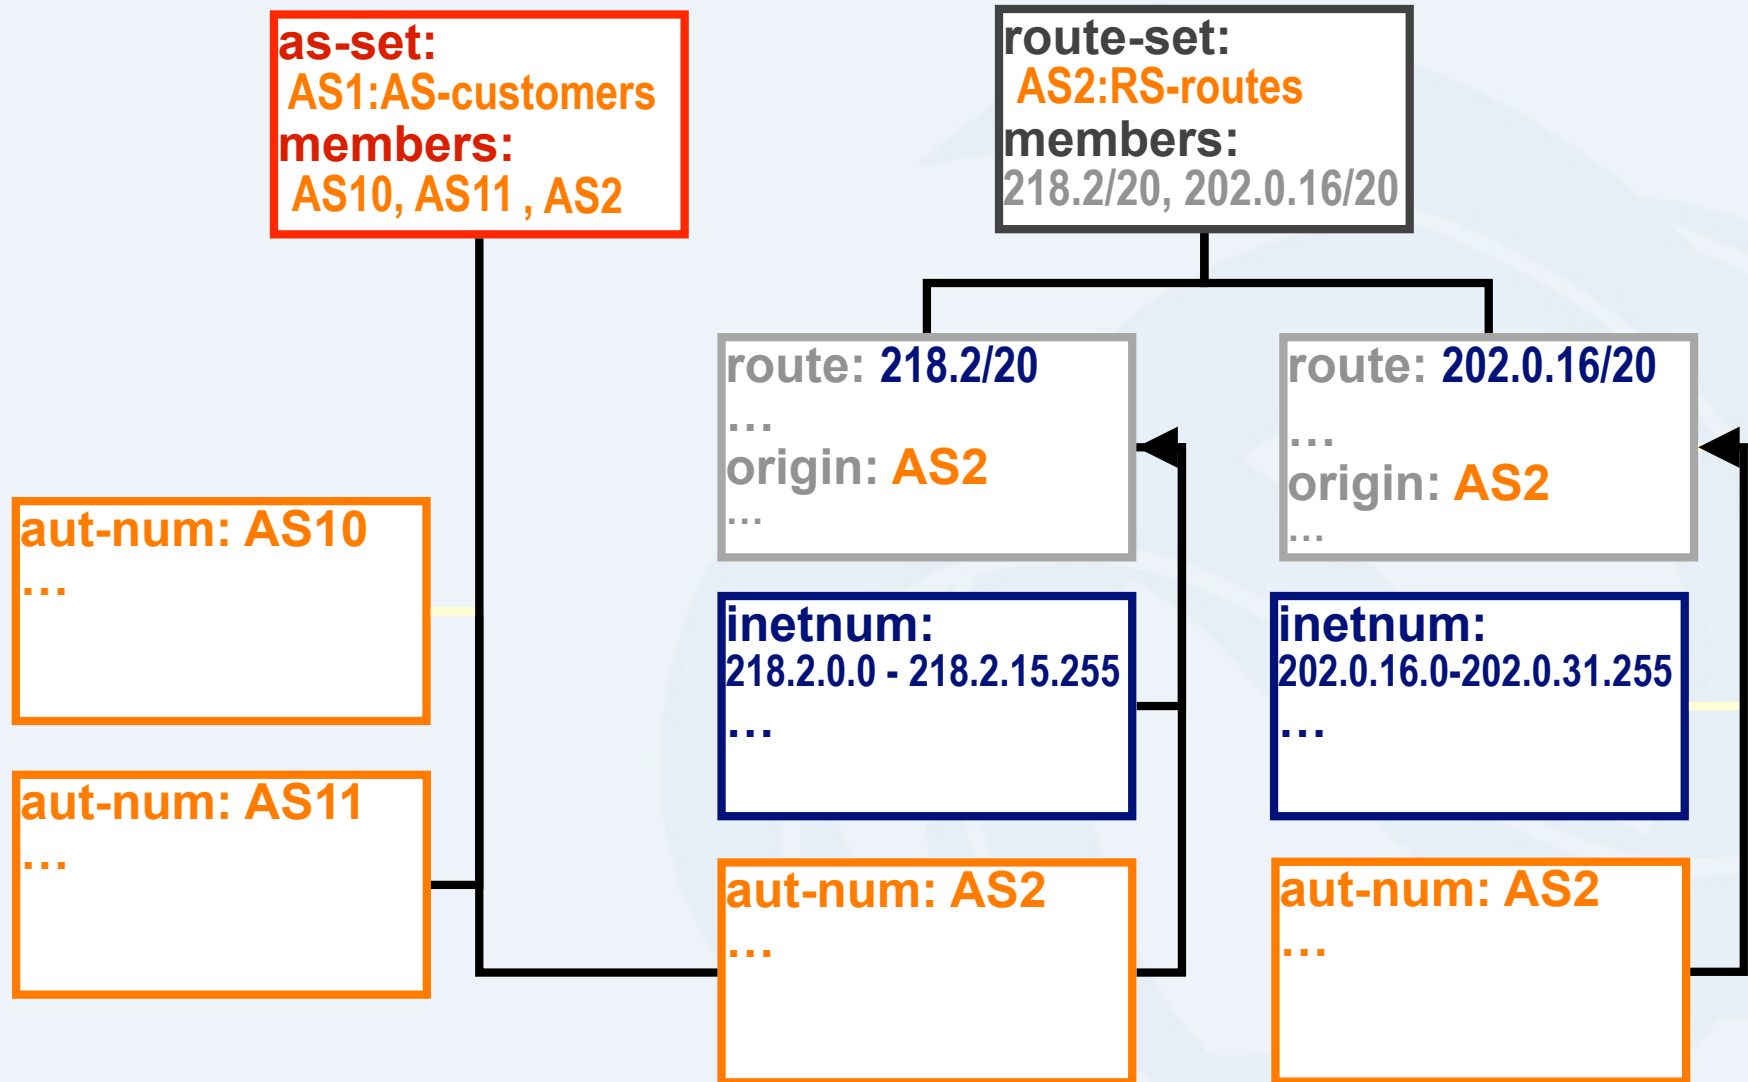 as-set:
AS1:AS-customers
members:
AS10, AS11 , AS2
route-set:
AS2:RS-routes
members:
218.2/20, 202.0.16/20
route: 218.2/20
...
origin: AS2
...
route: 202.0.16/20
...
origin: AS2
...
aut-num: AS10
...
inetnum:
218.2.0.0 - 218.2.15.255
...
inetnum:
202.0.16.0-202.0.31.255
...
aut-num: AS11
...
aut-num: AS2
...
aut-num: AS2
...